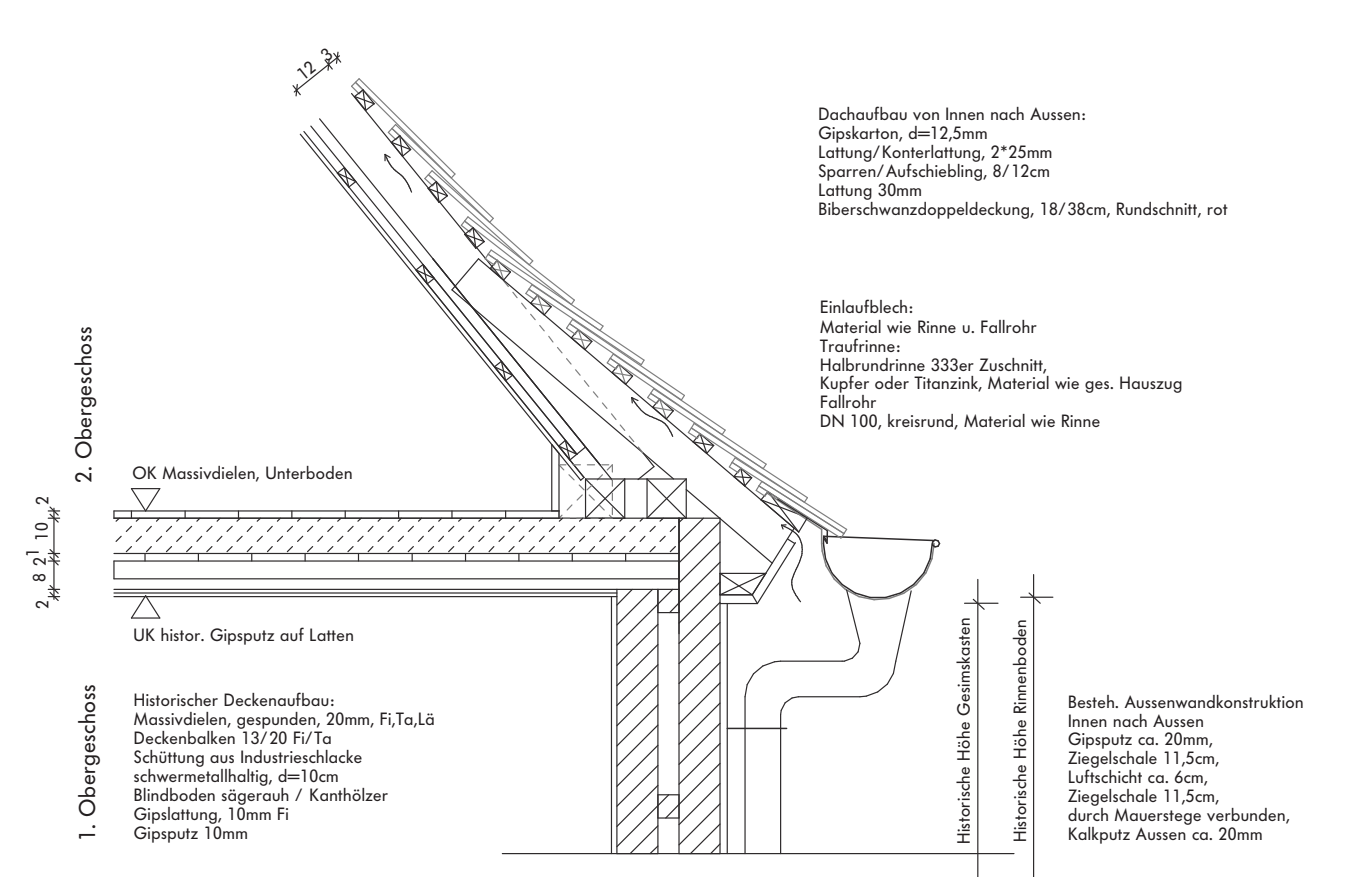 12
3
Dachaufbau von Innen nach Aussen:
Gipskarton, d=12,5mm
Lattung/Konterlattung, 2*25mm
Sparren/Aufschiebling, 8/12cm
Lattung 30mm
Biberschwanzdoppeldeckung, 18/38cm, Rundschnitt, rot
Einlaufblech:
Material wie Rinne u. Fallrohr
Traufrinne:
Halbrundrinne 333er Zuschnitt,
Kupfer oder Titanzink, Material wie ges. Hauszug
Fallrohr
DN 100, kreisrund, Material wie Rinne
2. Obergeschoss
OK Massivdielen, Unterboden
2
10
1
2
8
2
UK histor. Gipsputz auf Latten
1. Obergeschoss
Historischer Deckenaufbau:
Massivdielen, gespunden, 20mm, Fi,Ta,Lä
Deckenbalken 13/20 Fi/Ta
Schüttung aus Industrieschlacke
schwermetallhaltig, d=10cm
Blindboden sägerauh / Kanthölzer
Gipslattung, 10mm Fi
Gipsputz 10mm
Historische Höhe Gesimskasten
Historische Höhe Rinnenboden
Besteh. Aussenwandkonstruktion
Innen nach Aussen
Gipsputz ca. 20mm,
Ziegelschale 11,5cm,
Luftschicht ca. 6cm,
Ziegelschale 11,5cm,
durch Mauerstege verbunden,
Kalkputz Aussen ca. 20mm